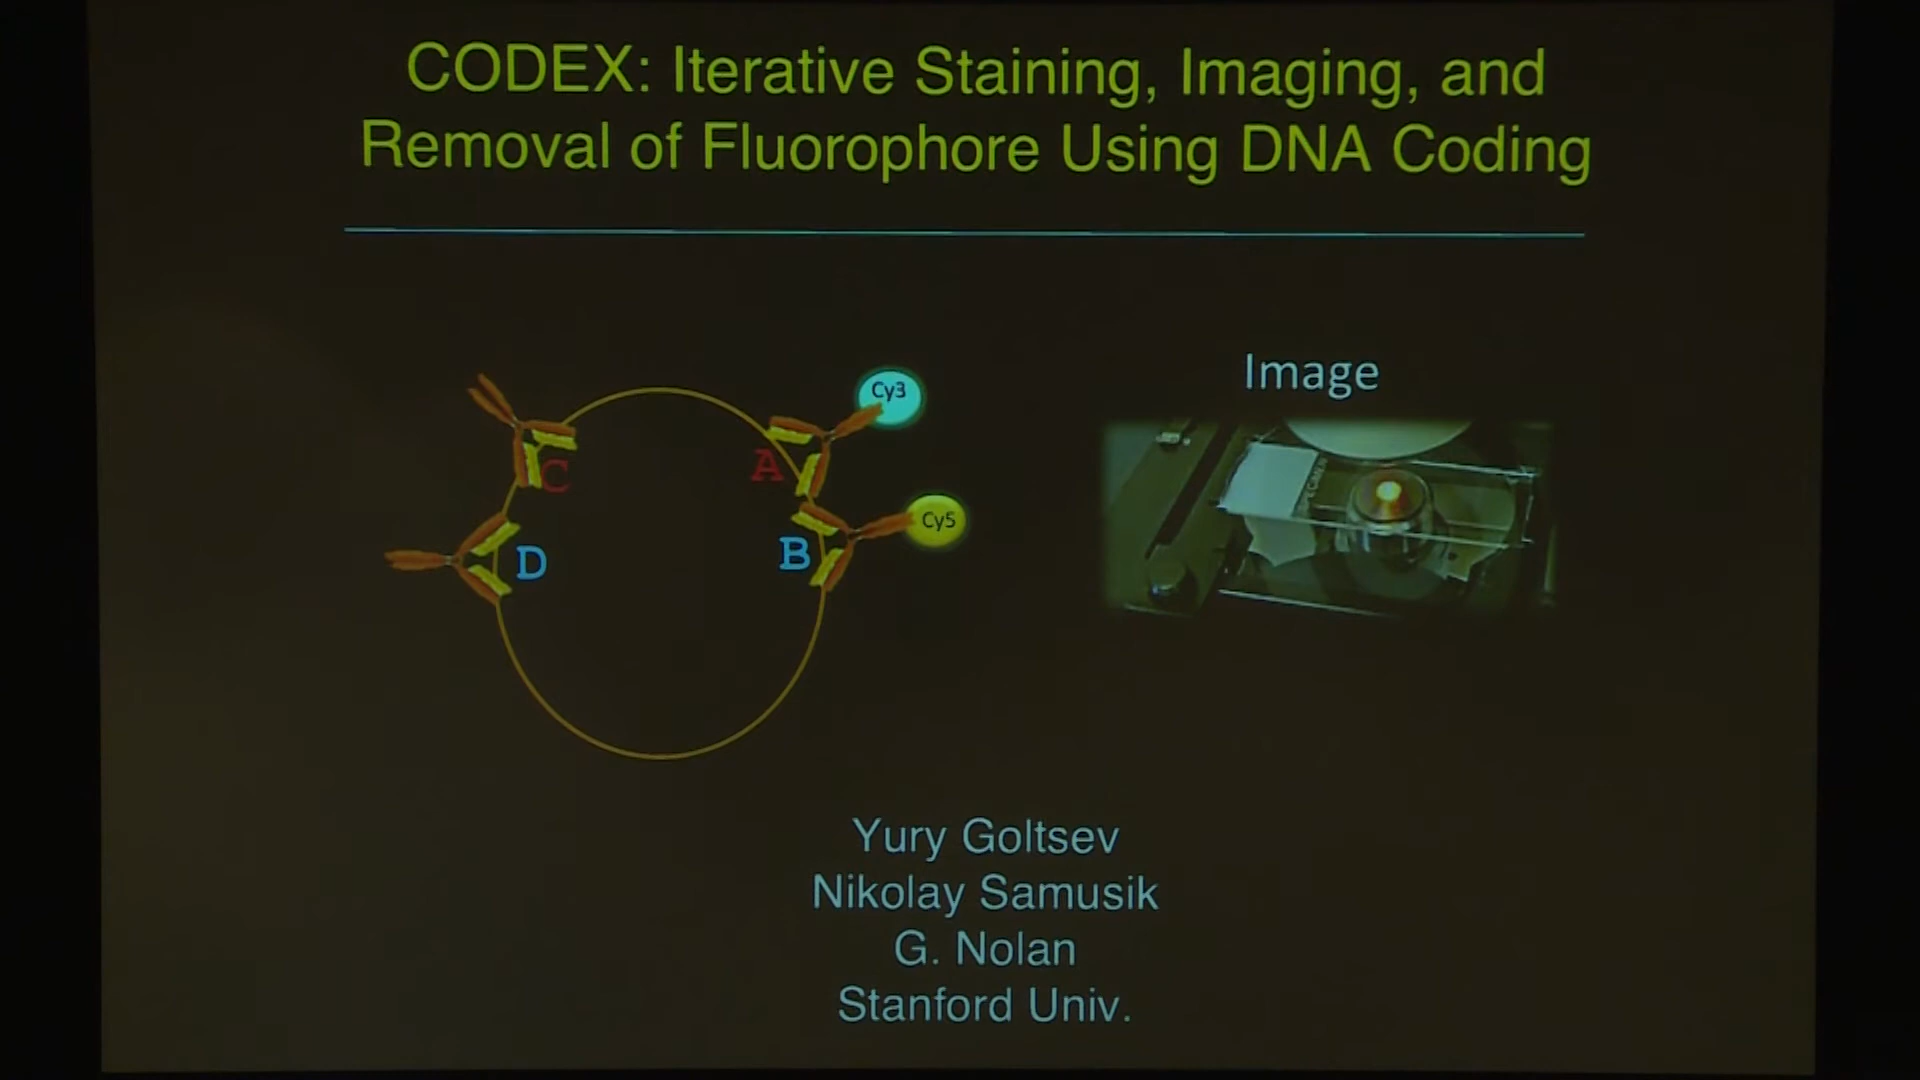 CODEX: Iterative Staining, Imaging, and
Removal of Fluorophore Using DNA Coding
Image
Cy3
C
A
Cy5
D
B
Yury Goltsev
Nikolay Samusik
G. Nolan
Stanford Univ.